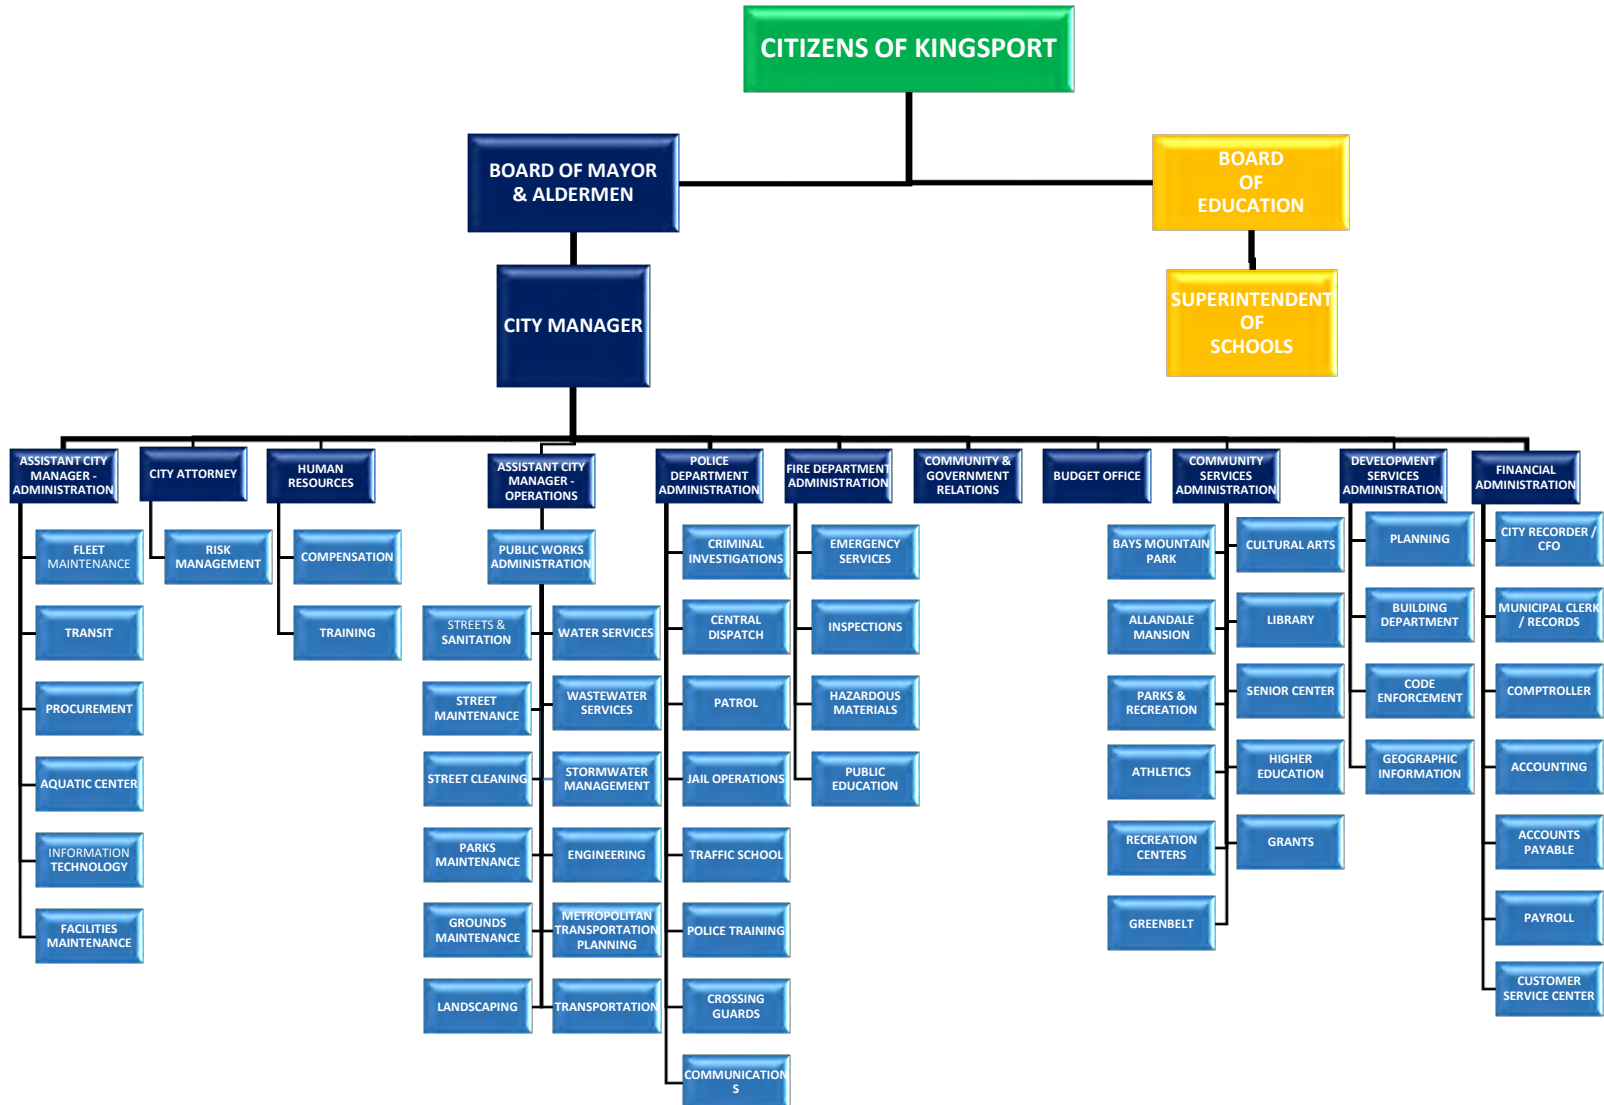 CITIZENS OF KINGSPORT
BOARD OF MAYOR
& ALDERMEN
BOARD
OF
EDUCATION
CITY MANAGER
SUPERINTENDENT
OF
SCHOOLS
ASSISTANT CITY
MANAGER -
ADMINISTRATION
CITY ATTORNEY
HUMAN
RESOURCES
ASSISTANT CITY
MANAGER -
OPERATIONS
POLICE
DEPARTMENT
ADMINISTRATION
FIRE DEPARTMENT
ADMINISTRATION
COMMUNITY &
GOVERNMENT
RELATIONS
BUDGET OFFICE
COMMUNITY
SERVICES
ADMINISTRATION
DEVELOPMENT
SERVICES
ADMINISTRATION
FINANCIAL
ADMINISTRATION
FLEET
MAINTENANCE
TRANSIT
PROCUREMENT
AQUATIC CENTER
INFORMATION
TECHNOLOGY
FACILITIES
MAINTENANCE
RISK
MANAGEMENT
COMPENSATION
TRAINING
PUBLIC WORKS
ADMINISTRATION
STREETS &
SANITATION
STREET
MAINTENANCE
STREET CLEANING
PARKS
MAINTENANCE
GROUNDS
MAINTENANCE
LANDSCAPING
WATER SERVICES
WASTEWATER
SERVICES
STORMWATER
MANAGEMENT
ENGINEERING
METROPOLITAN
TRANSPORTATION
PLANNING
TRANSPORTATION
CRIMINAL
INVESTIGATIONS
CENTRAL
DISPATCH
PATROL
JAIL OPERATIONS
TRAFFIC SCHOOL
POLICE TRAINING
CROSSING
GUARDS
COMMUNICATION
S
EMERGENCY
SERVICES
INSPECTIONS
HAZARDOUS
MATERIALS
PUBLIC
EDUCATION
BAYS MOUNTAIN
PARK
ALLANDALE
MANSION
PARKS &
RECREATION
ATHLETICS
RECREATION
CENTERS
GREENBELT
CULTURAL ARTS
LIBRARY
SENIOR CENTER
HIGHER
EDUCATION
GRANTS
PLANNING
BUILDING
DEPARTMENT
CODE
ENFORCEMENT
GEOGRAPHIC
INFORMATION
CITY RECORDER /
CFO
MUNICIPAL CLERK
/ RECORDS
COMPTROLLER
ACCOUNTING
ACCOUNTS
PAYABLE
PAYROLL
CUSTOMER
SERVICE CENTER